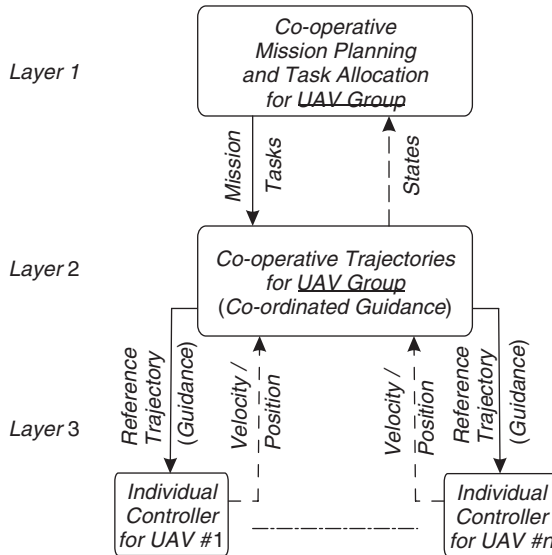 Co-operative
Mission Planning
and Task Allocation
for UAV Group
Layer 1
Mission
Tasks
States
Co-operative Trajectories
for UAV Group
(Co-ordinated Guidance)
Layer 2
Reference
Trajectory
(Guidance)
Velocity /
Position
Velocity /
Position
Reference
Trajectory
(Guidance)
Layer 3
Individual
Controller
for UAV #1
Individual
Controller
for UAV #n